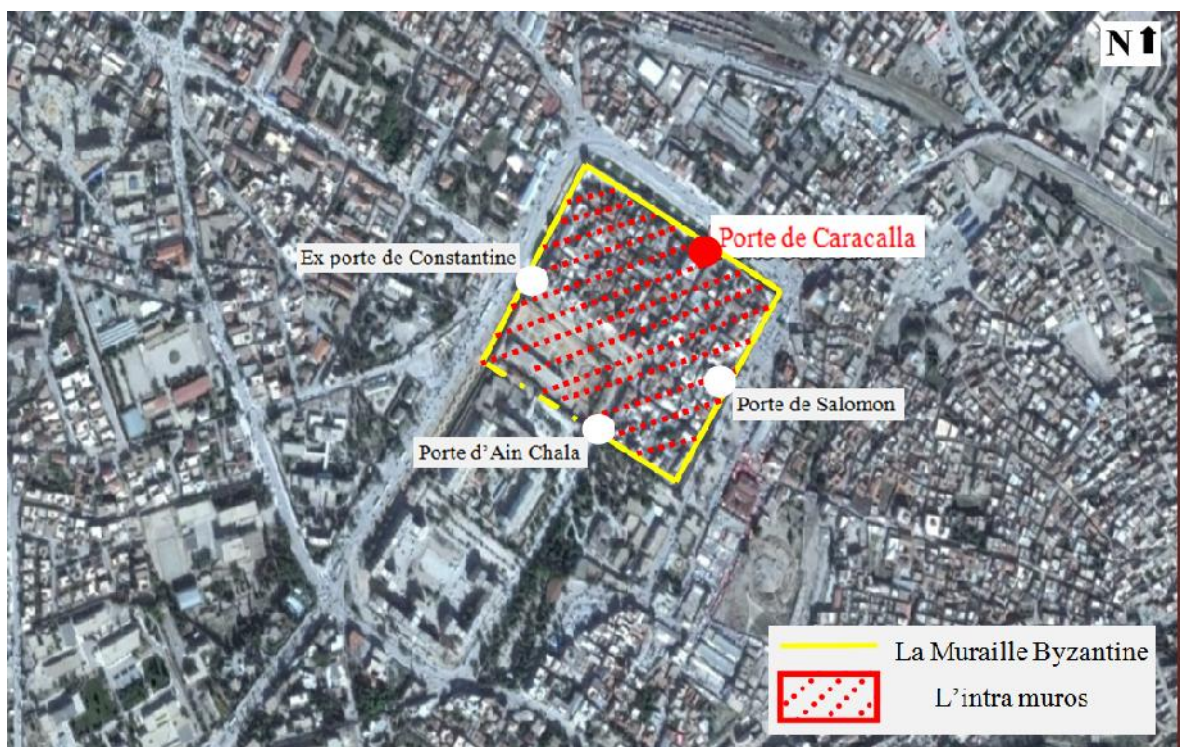 N
Porte de Caracalla
Ex porte de Constantine
Porte de Salomon
Porte d'Ain Chala
La Muraille Byzantine
L'intra muros